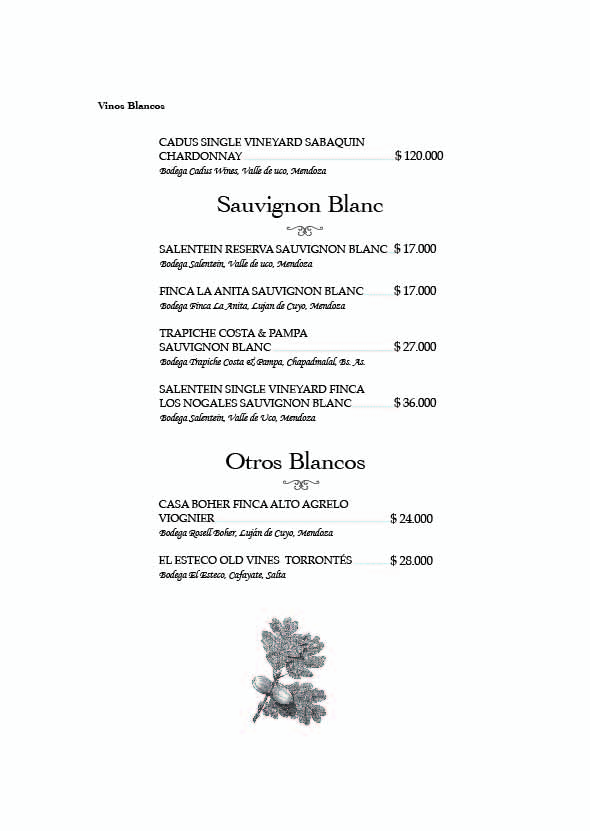 Vinos Blancos
CADUS SINGLE VINEYARD SABAQUIN
CHARDONNAY $ 120.000
Bodega Cadus Wines, Valle de uco, Mendoza
Sauvignon Blanc
SALENTEIN RESERVA SAUVIGNON BLANC $ 17.000
Bodega Salentein, Valle de uco, Mendoza
FINCA LA ANITA SAUVIGNON BLANC $ 17.000
Bodega Finca La Anita, Lujan de Cuyo, Mendoza
TRAPICHE COSTA & PAMPA
SAUVIGNON BLANC $ 27.000
Bodega Trapiche Costa & Pampa, Chapadmalal, Bs. As.
SALENTEIN SINGLE VINEYARD FINCA
LOS NOGALES SAUVIGNON BLANC $ 36.000
Bodega Salentein, Valle de Uco, Mendoza
Otros Blancos
CASA BOHER FINCA ALTO AGRELO
VIOGNIER $ 24.000
Bodega Rosell Boher, Luján de Cuyo, Mendoza
EL ESTECO OLD VINES TORRONTÉS $ 28.000
Bodega El Esteco, Cafayate, Salta